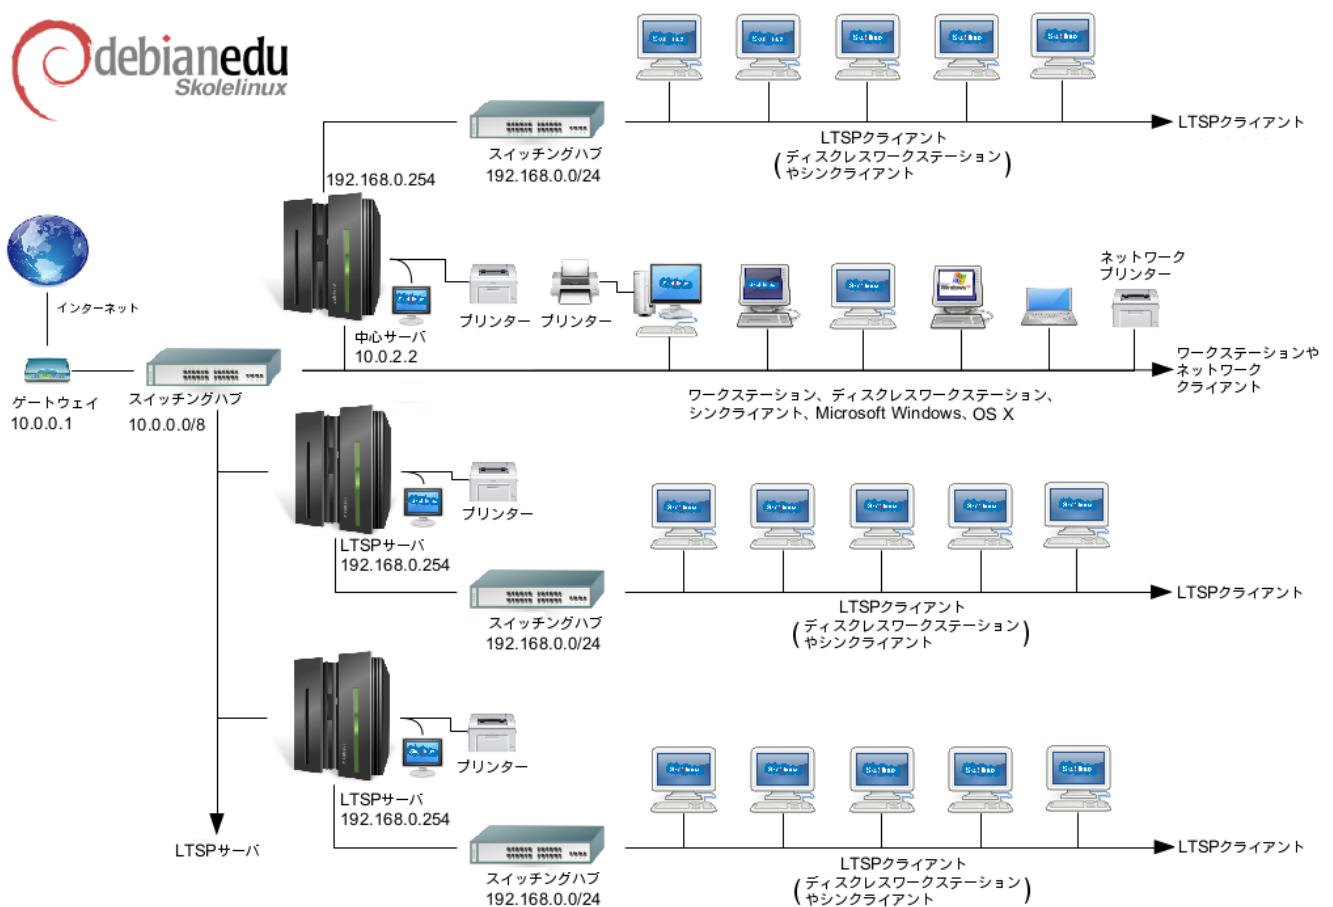 debianedu
Skolelinux
スイッチングハブ
192.168.0.0/24
LTSPクライアント
(ディスクレスワークステーション
やシンクライアント)
LTSPクライアント
192.168.0.254
インターネット
中心サーバ
10.0.2.2
プリンター
プリンター
ネットワーク
プリンター
Windows
ゲートウェイ
10.0.0.1
スイッチングハブ
10.0.0.0/8
ワークステーション、ディスクレスワークステーション、
シンクライアント、Microsoft Windows、OS X
ワークステーションや
ネットワーク
クライアント
プリンター
LTSPサーバ
192.168.0.254
スイッチングハブ
192.168.0.0/24
LTSPクライアント
(ディスクレスワークステーション
やシンクライアント)
LTSPクライアント
プリンター
LTSPサーバ
192.168.0.254
LTSPサーバ
スイッチングハブ
192.168.0.0/24
LTSPクライアント
(ディスクレスワークステーション
やシンクライアント)
LTSPクライアント